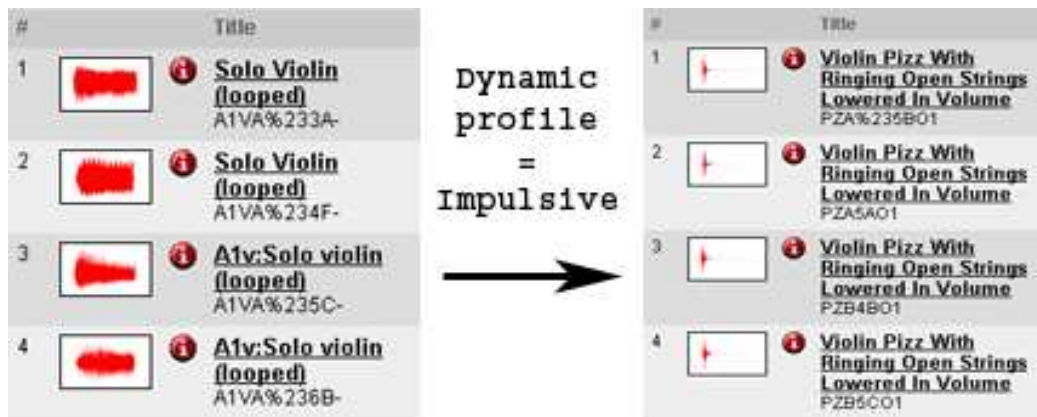 # Title
1 Solo Violin
(looped)
A1VA%233A-
2 Solo Violin
(looped)
A1VA%234F-
3 A1v:Solo violin
(looped)
A1VA%235C-
4 A1v:Solo violin
(looped)
A1VA%236B-
Dynamic
profile
=
Impulsive
# Title
1 Violin Pizz With
Ringing Open Strings
Lowered In Volume
PZA%235BO1
2 Violin Pizz With
Ringing Open Strings
Lowered In Volume
PZA5AO1
3 Violin Pizz With
Ringing Open Strings
Lowered In Volume
PZB4BO1
4 Violin Pizz With
Ringing Open Strings
Lowered In Volume
PZB5CO1